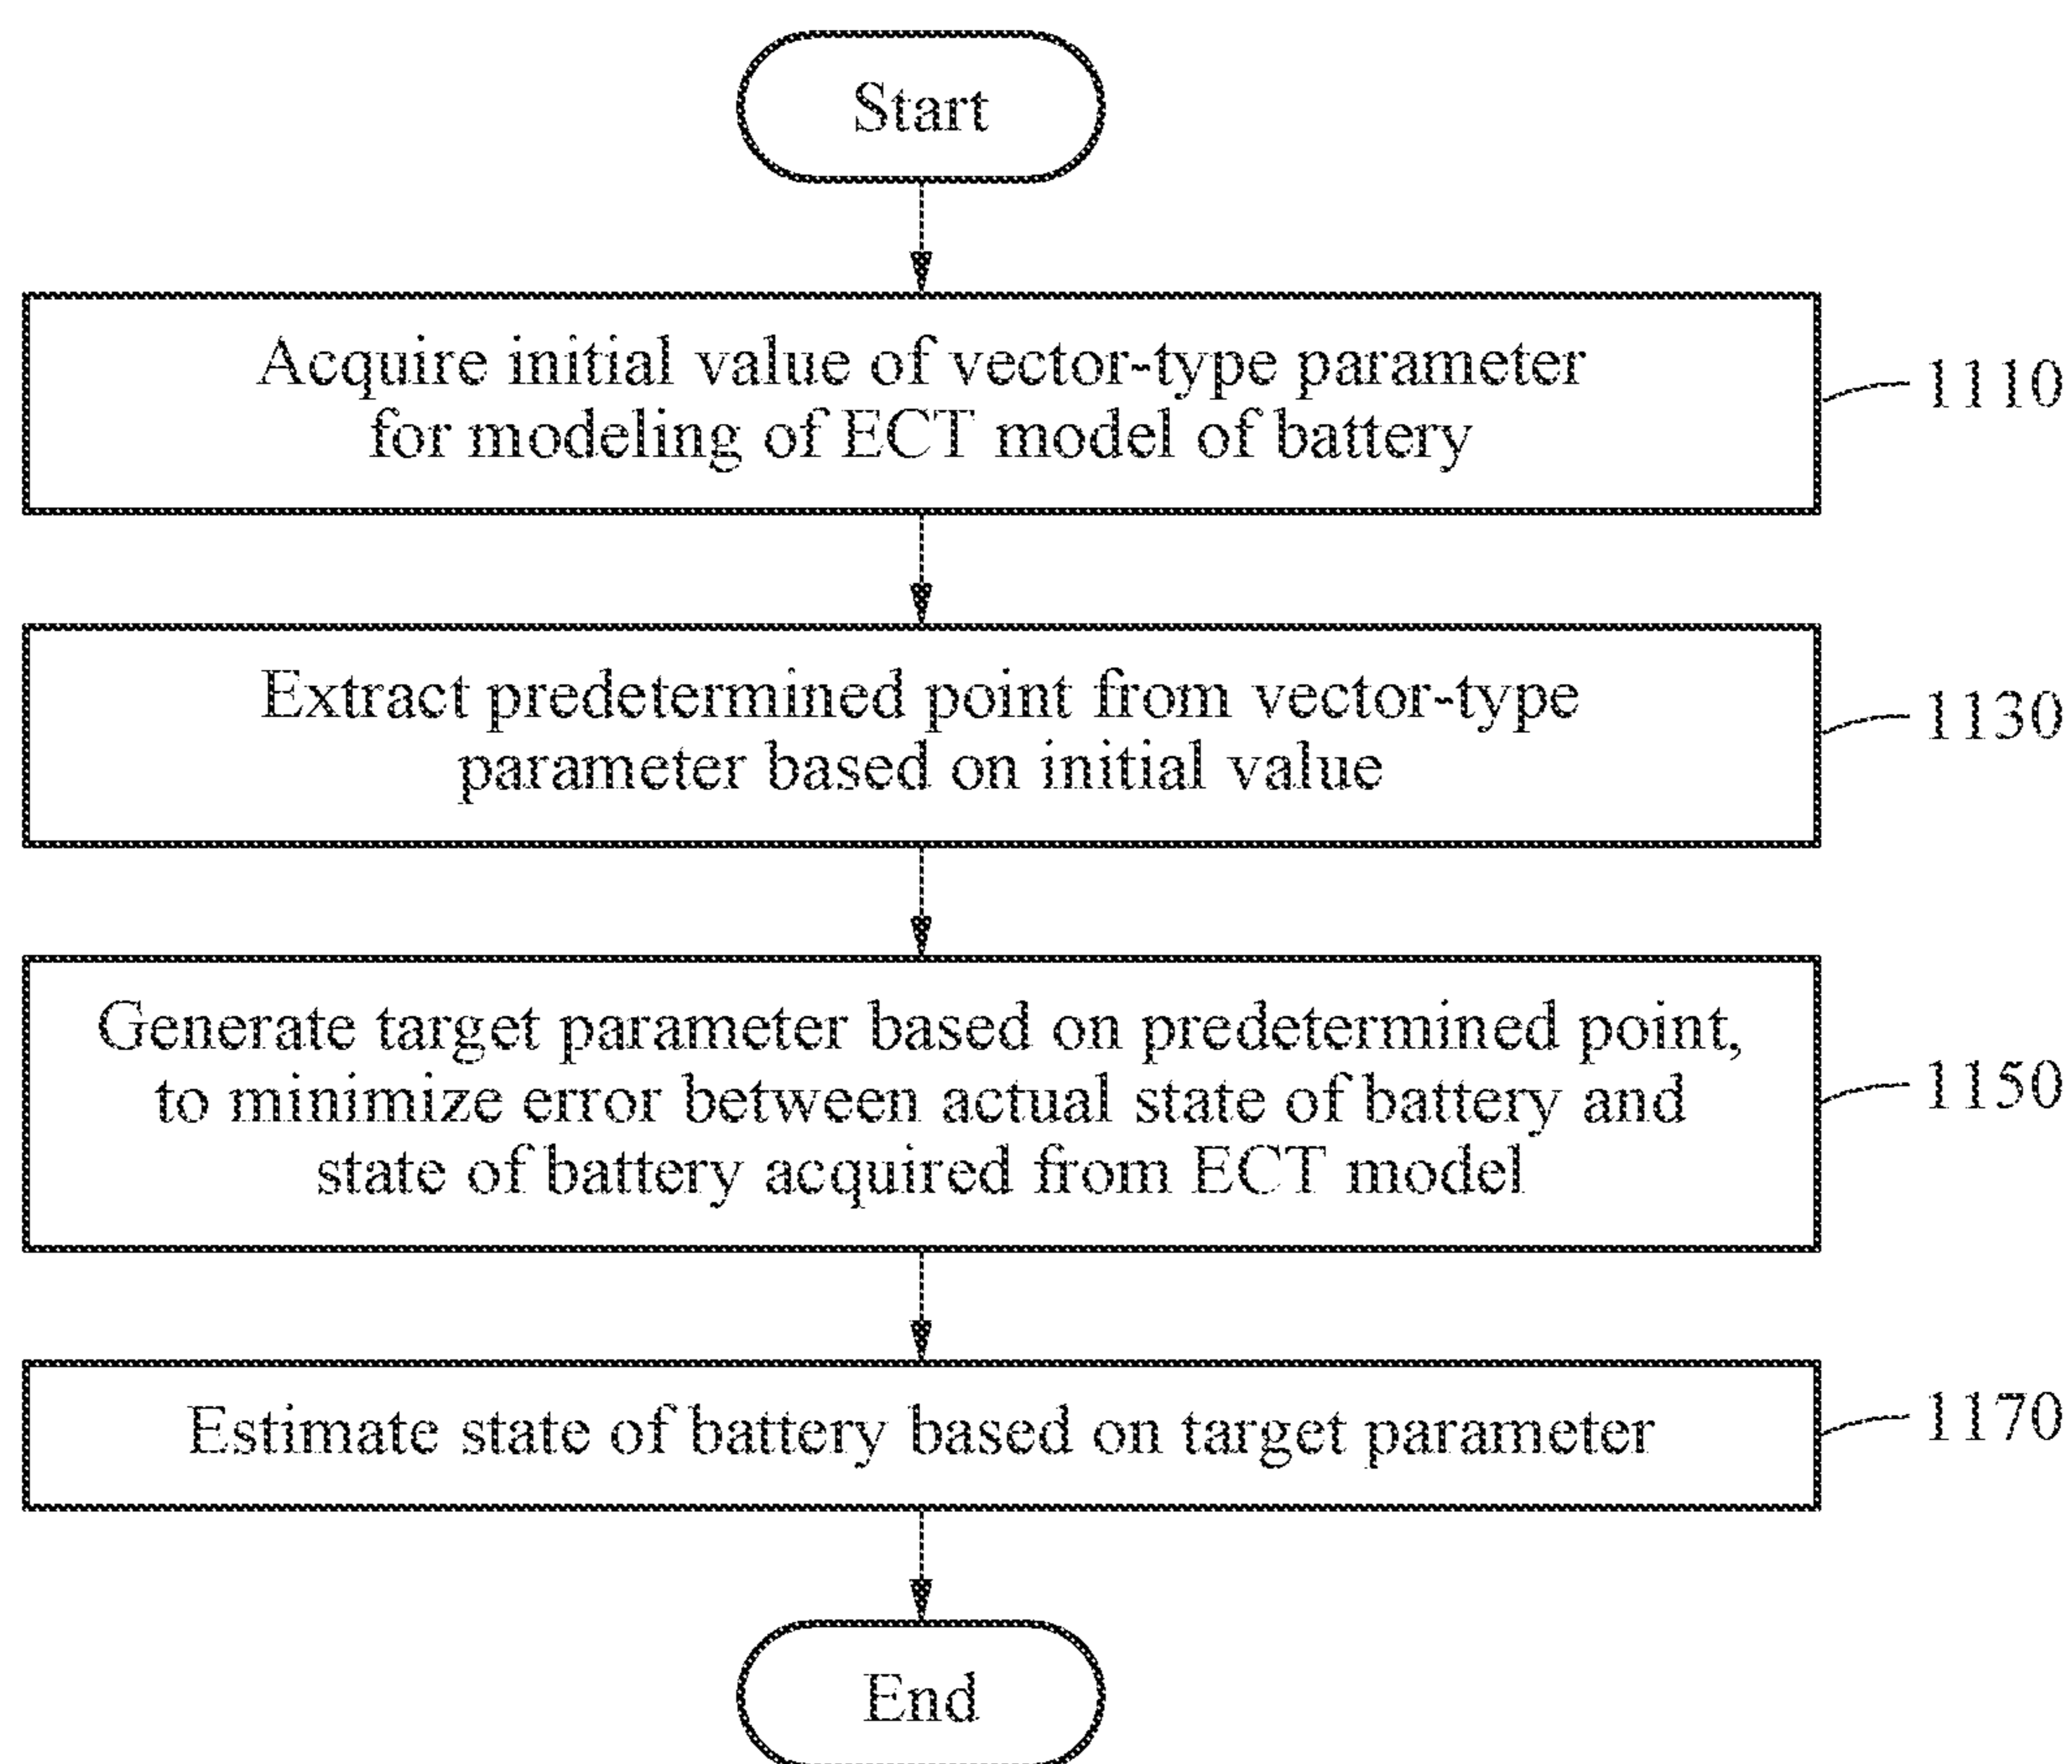 Start
Acquire initial value of vector-type parameter
for modeling of ECT model of battery
1110
Extract predetermined point from vector-type
parameter based on initial value
1130
Generate target parameter based on predetermined point,
to minimize error between actual state of battery and
state of battery acquired from ECT model
1150
Estimate state of battery based on target parameter
1170
End